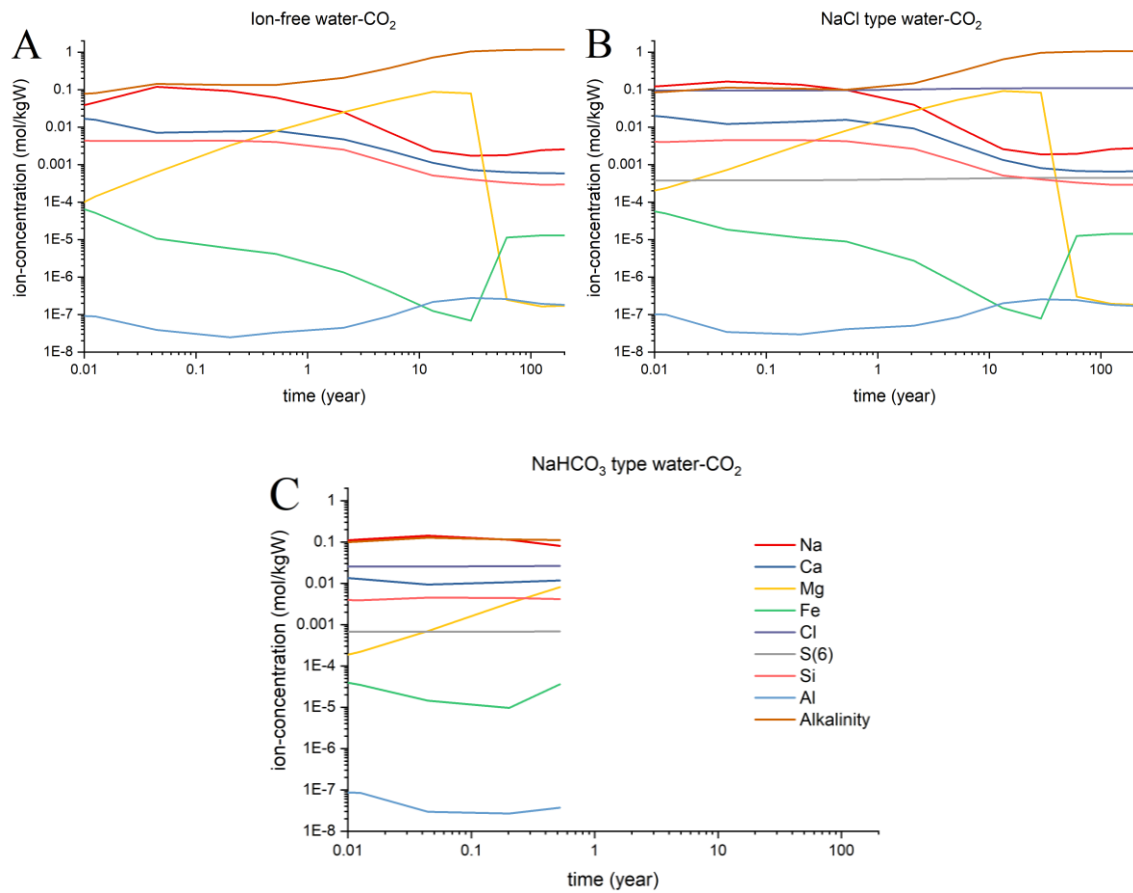 Ion-free water-CO₂
A
ion-concentration (mol/kgW)
1
0.1
0.01
0.001
1E-4
1E-5
1E-6
1E-7
1E-8
0.01
0.1
1
10
100
time (year)
NaCl type water-CO₂
B
ion-concentration (mol/kgW)
1
0.1
0.01
0.001
1E-4
1E-5
1E-6
1E-7
1E-8
0.01
0.1
1
10
100
time (year)
NaHCO₃ type water-CO₂
C
ion-concentration (mol/kgW)
1
0.1
0.01
0.001
1E-4
1E-5
1E-6
1E-7
1E-8
0.01
0.1
1
10
100
time (year)
Na
Ca
Mg
Fe
Cl
S(6)
Si
Al
Alkalinity